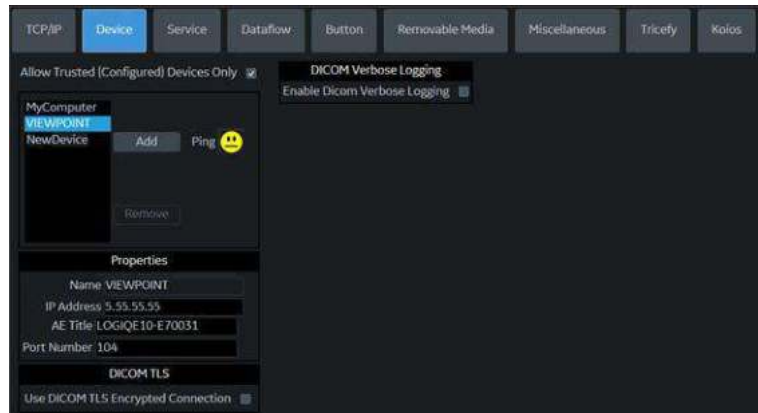 TCP/IP Device Service Dataflow Button Removable Media Miscellaneous Tricefy Koios
Allow Trusted (Configured) Devices Only
MyComputer
VIEWPOINT
NewDevice
Add Ping
Remove
Properties
Name VIEWPOINT
IP Address 5.55.55.55
AE Title LOGIQE10-E70031
Port Number 104
DICOM TLS
Use DICOM TLS Encrypted Connection
DICOM Verbose Logging
Enable Dicom Verbose Logging